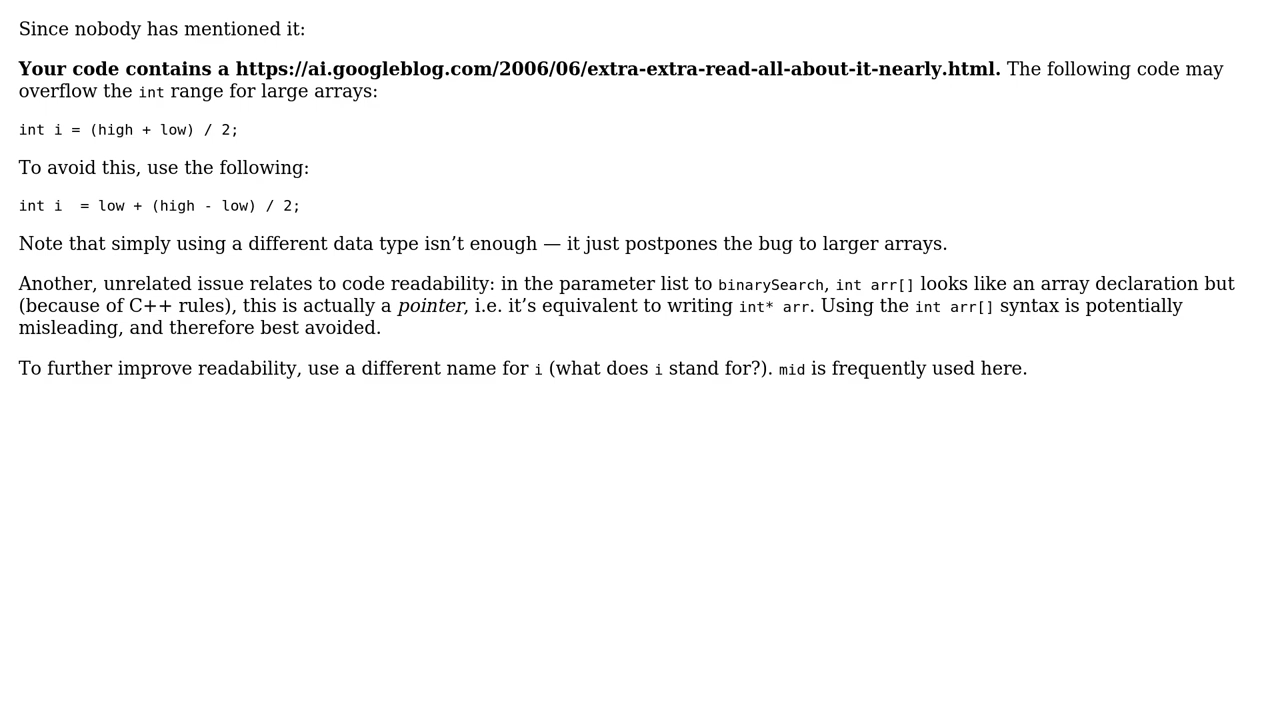 Since nobody has mentioned it:
Your code contains a https://ai.googleblog.com/2006/06/extra-extra-read-all-about-it-nearly.html. The following code may
overflow the int range for large arrays:
int i = (high + low) / 2;
To avoid this, use the following:
int i  = low + (high - low) / 2;
Note that simply using a different data type isn’t enough — it just postpones the bug to larger arrays.
Another, unrelated issue relates to code readability: in the parameter list to binarySearch, int arr[] looks like an array declaration but
(because of C++ rules), this is actually a pointer, i.e. it’s equivalent to writing int* arr. Using the int arr[] syntax is potentially
misleading, and therefore best avoided.
To further improve readability, use a different name for i (what does i stand for?). mid is frequently used here.